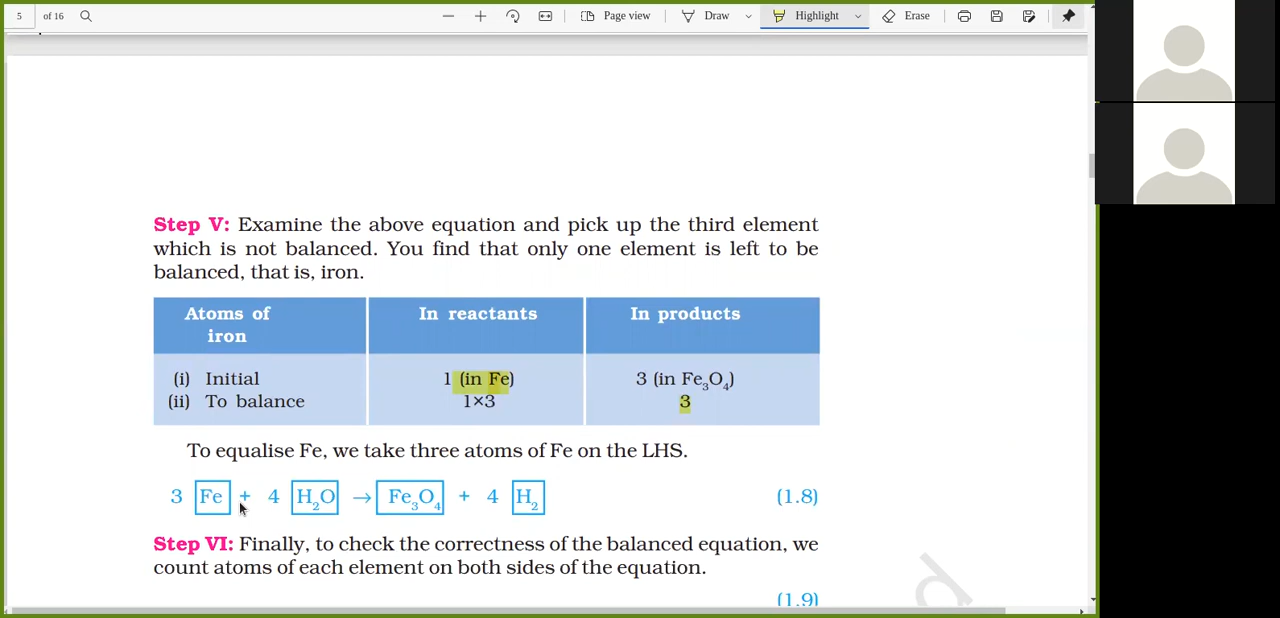 5 of 16 Page view Draw Highlight Erase
Step V: Examine the above equation and pick up the third element
which is not balanced. You find that only one element is left to be
balanced, that is, iron.
Atoms of In reactants In products
iron
(i) Initial 1 (in Fe) 3 (in Fe₃O₄)
(ii) To balance 1×3 3
To equalise Fe, we take three atoms of Fe on the LHS.
3 Fe + 4 H₂O → Fe₃O₄ + 4 H₂ (1.8)
Step VI: Finally, to check the correctness of the balanced equation, we
count atoms of each element on both sides of the equation.
(1.9)
d